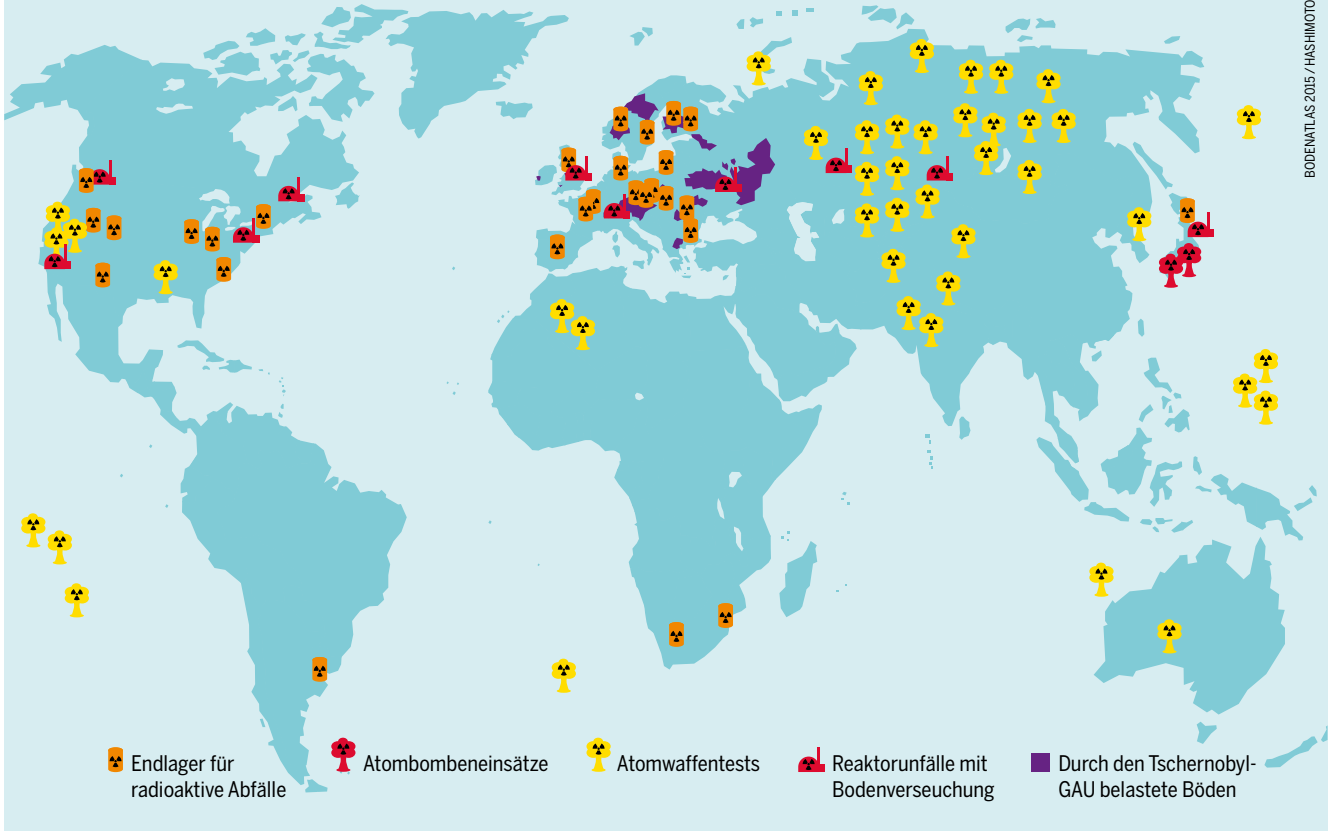 BODENATLAS 2015 / HASHIMOTO
Endlager für
radioaktive Abfälle
Atombombeneinsätze
Atomwaffentests
Reaktorunfälle mit
Bodenverseuchung
Durch den Tschernobyl-
GAU belastete Böden